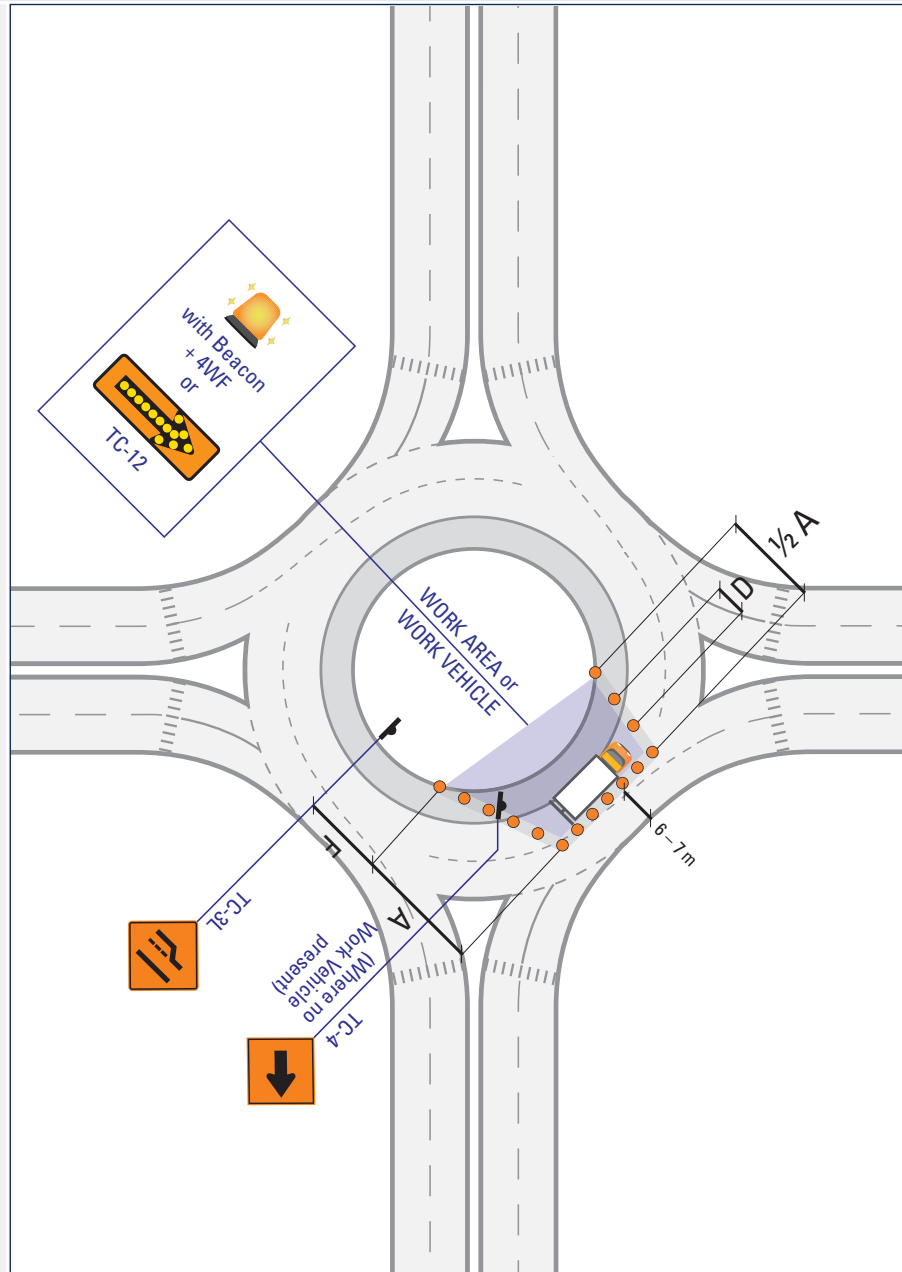 with Beacon
+ 4WF
or
TC-12
WORK AREA or
WORK VEHICLE
½ A
D
6 – 7 m
F
A
TC-3L
TC-4
(Where no
Work Vehicle
present)